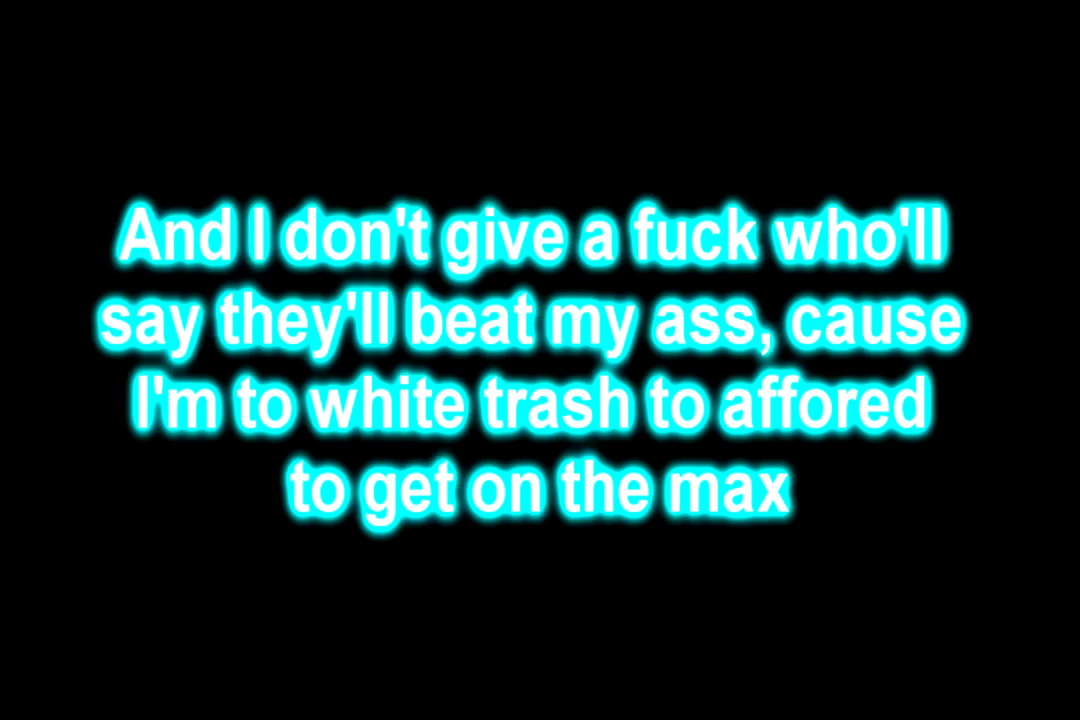 And I don't give a fuck who'll
say they'll beat my ass, cause
I'm to white trash to affored
to get on the max